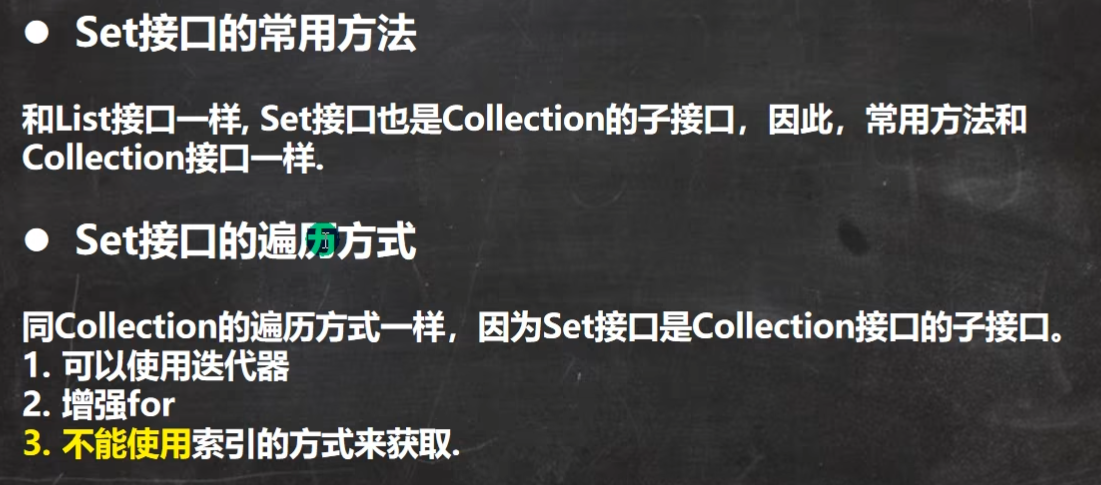 ● Set接口的常用方法
和List接口一样, Set接口也是Collection的子接口，因此，常用方法和
Collection接口一样.
● Set接口的遍历方式
同Collection的遍历方式一样，因为Set接口是Collection接口的子接口。
1. 可以使用迭代器
2. 增强for
3. 不能使用索引的方式来获取.